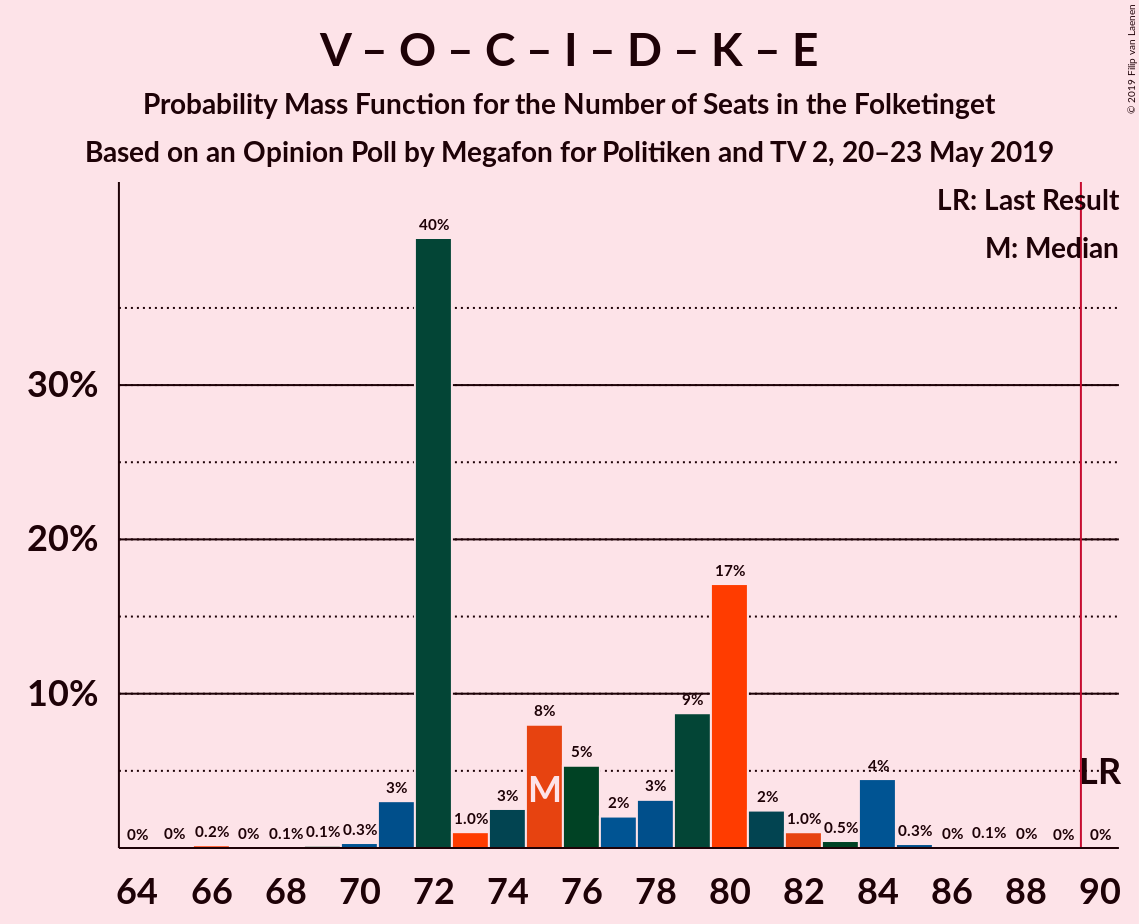 V – O – C – I – D – K – E
Probability Mass Function for the Number of Seats in the Folketinget
Based on an Opinion Poll by Megafon for Politiken and TV 2, 20–23 May 2019
© 2019 Filip van Laenen
LR: Last Result
M: Median
40%
30%
20%
17%
10%
9%
8%
5%
4%
3%
3%
3%
2%
2%
1.0%
1.0%
0.5%
0% 0% 0.2% 0% 0.1% 0.1% 0.3%
0.3% 0% 0.1% 0% 0% 0%
M
LR
64 66 68 70 72 74 76 78 80 82 84 86 88 90